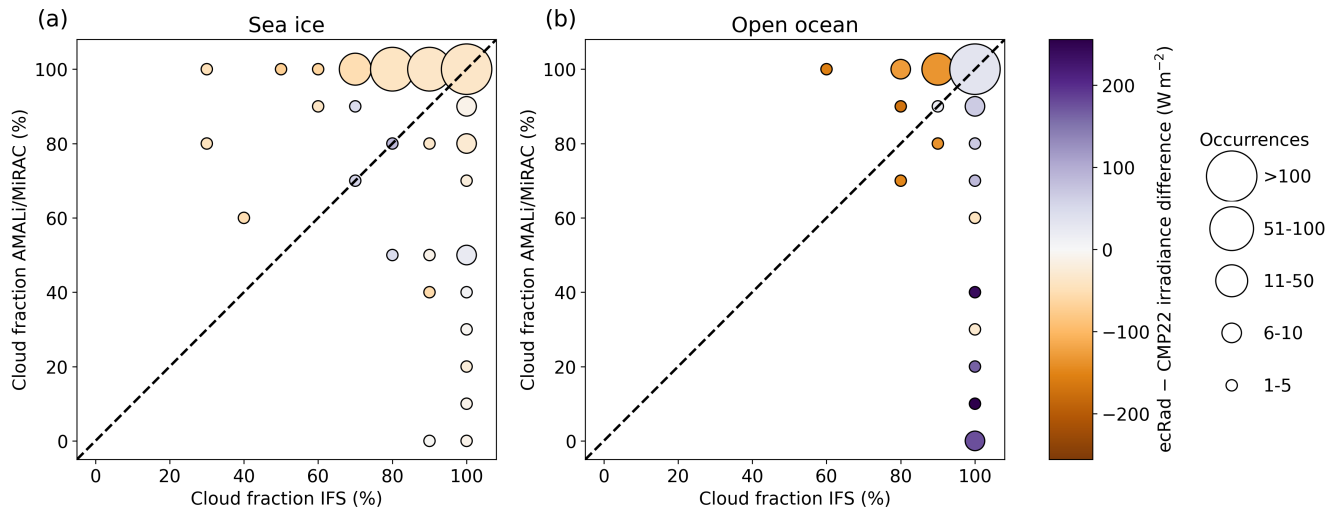 (a)
Sea ice
Cloud fraction AMALi/MiRAC (%)
100
80
60
40
20
0
0 20 40 60 80 100
Cloud fraction IFS (%)
(b)
Open ocean
Cloud fraction AMALi/MiRAC (%)
100
80
60
40
20
0
0 20 40 60 80 100
Cloud fraction IFS (%)
200
100
0
−100
−200
ecRad − CMP22 irradiance difference (W m⁻²)
Occurrences
>100
51-100
11-50
6-10
1-5